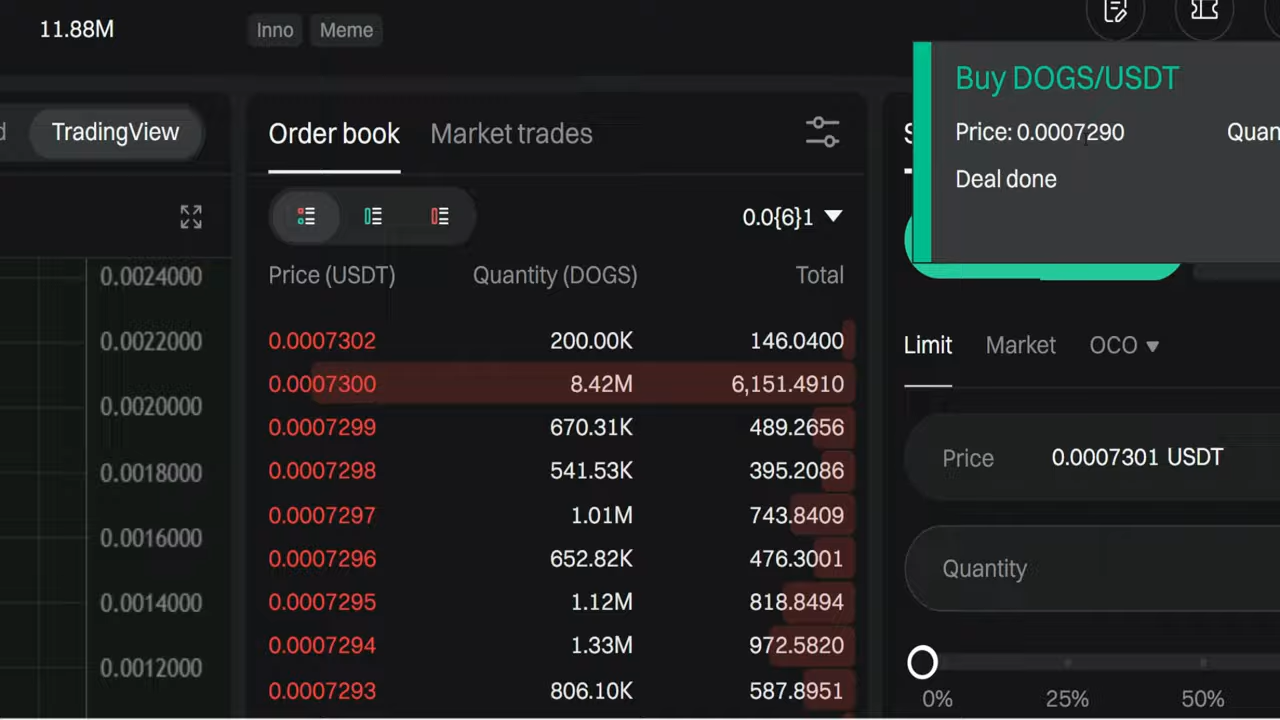 11.88M
Inno
Meme
TradingView
Order book
Market trades
Buy DOGS/USDT
Price: 0.0007290
Deal done
0.0{6}1
Price (USDT) Quantity (DOGS) Total
0.0007302 200.00K 146.0400
0.0007300 8.42M 6,151.4910
0.0007299 670.31K 489.2656
0.0007298 541.53K 395.2086
0.0007297 1.01M 743.8409
0.0007296 652.82K 476.3001
0.0007295 1.12M 818.8494
0.0007294 1.33M 972.5820
0.0007293 806.10K 587.8951
0.0024000
0.0022000
0.0020000
0.0018000
0.0016000
0.0014000
0.0012000
Limit Market OCO
Price 0.0007301 USDT
Quantity
0% 25% 50%